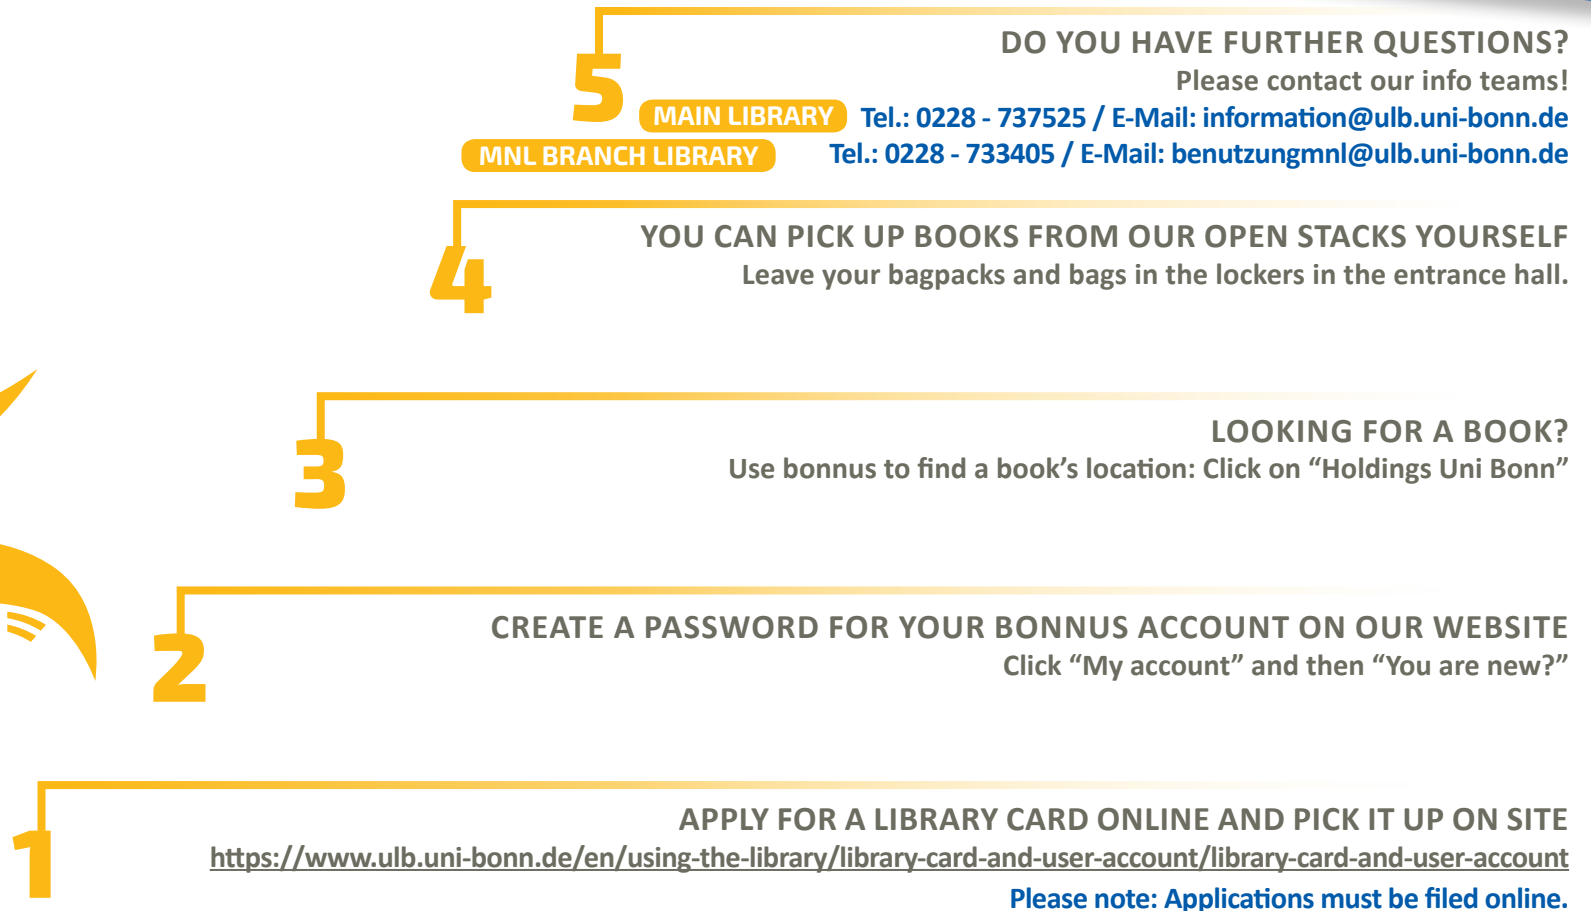 5
DO YOU HAVE FURTHER QUESTIONS?
Please contact our info teams!
MAIN LIBRARY Tel.: 0228 - 737525 / E-Mail: information@ulb.uni-bonn.de
MNL BRANCH LIBRARY Tel.: 0228 - 733405 / E-Mail: benutzungmnl@ulb.uni-bonn.de
4
YOU CAN PICK UP BOOKS FROM OUR OPEN STACKS YOURSELF
Leave your bagpacks and bags in the lockers in the entrance hall.
3
LOOKING FOR A BOOK?
Use bonnus to find a book’s location: Click on “Holdings Uni Bonn”
2
CREATE A PASSWORD FOR YOUR BONNUS ACCOUNT ON OUR WEBSITE
Click “My account” and then “You are new?”
1
APPLY FOR A LIBRARY CARD ONLINE AND PICK IT UP ON SITE
https://www.ulb.uni-bonn.de/en/using-the-library/library-card-and-user-account/library-card-and-user-account
Please note: Applications must be filed online.